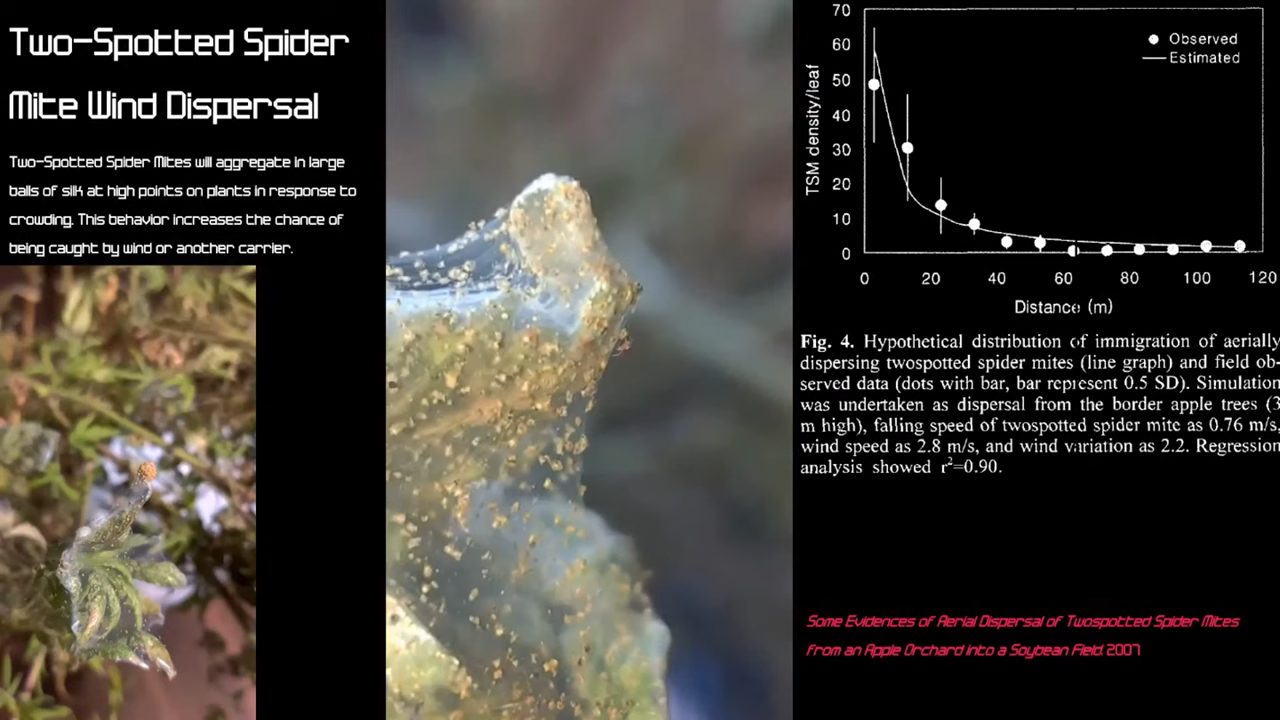 Two-Spotted Spider
Mite Wind Dispersal
Two-Spotted Spider Mites will aggregate in large
balls of silk at high points on plants in response to
crowding. This behavior increases the chance of
being caught by wind or another carrier.
70
60
50
40
30
20
10
0
TSM density/leaf
Observed
Estimated
0 20 40 60 80 100 120
Distance (m)
Fig. 4. Hypothetical distribution of immigration of aerially
dispersing twospotted spider mites (line graph) and field ob-
served data (dots with bar, bar represent 0.5 SD). Simulation
was undertaken as dispersal from the border apple trees (3
m high), falling speed of twospotted spider mite as 0.76 m/s,
wind speed as 2.8 m/s, and wind variation as 2.2. Regression
analysis showed r²=0.90.
Some Evidences of Aerial Dispersal of Twospotted Spider Mites
from an Apple Orchard into a Soybean Field 2007